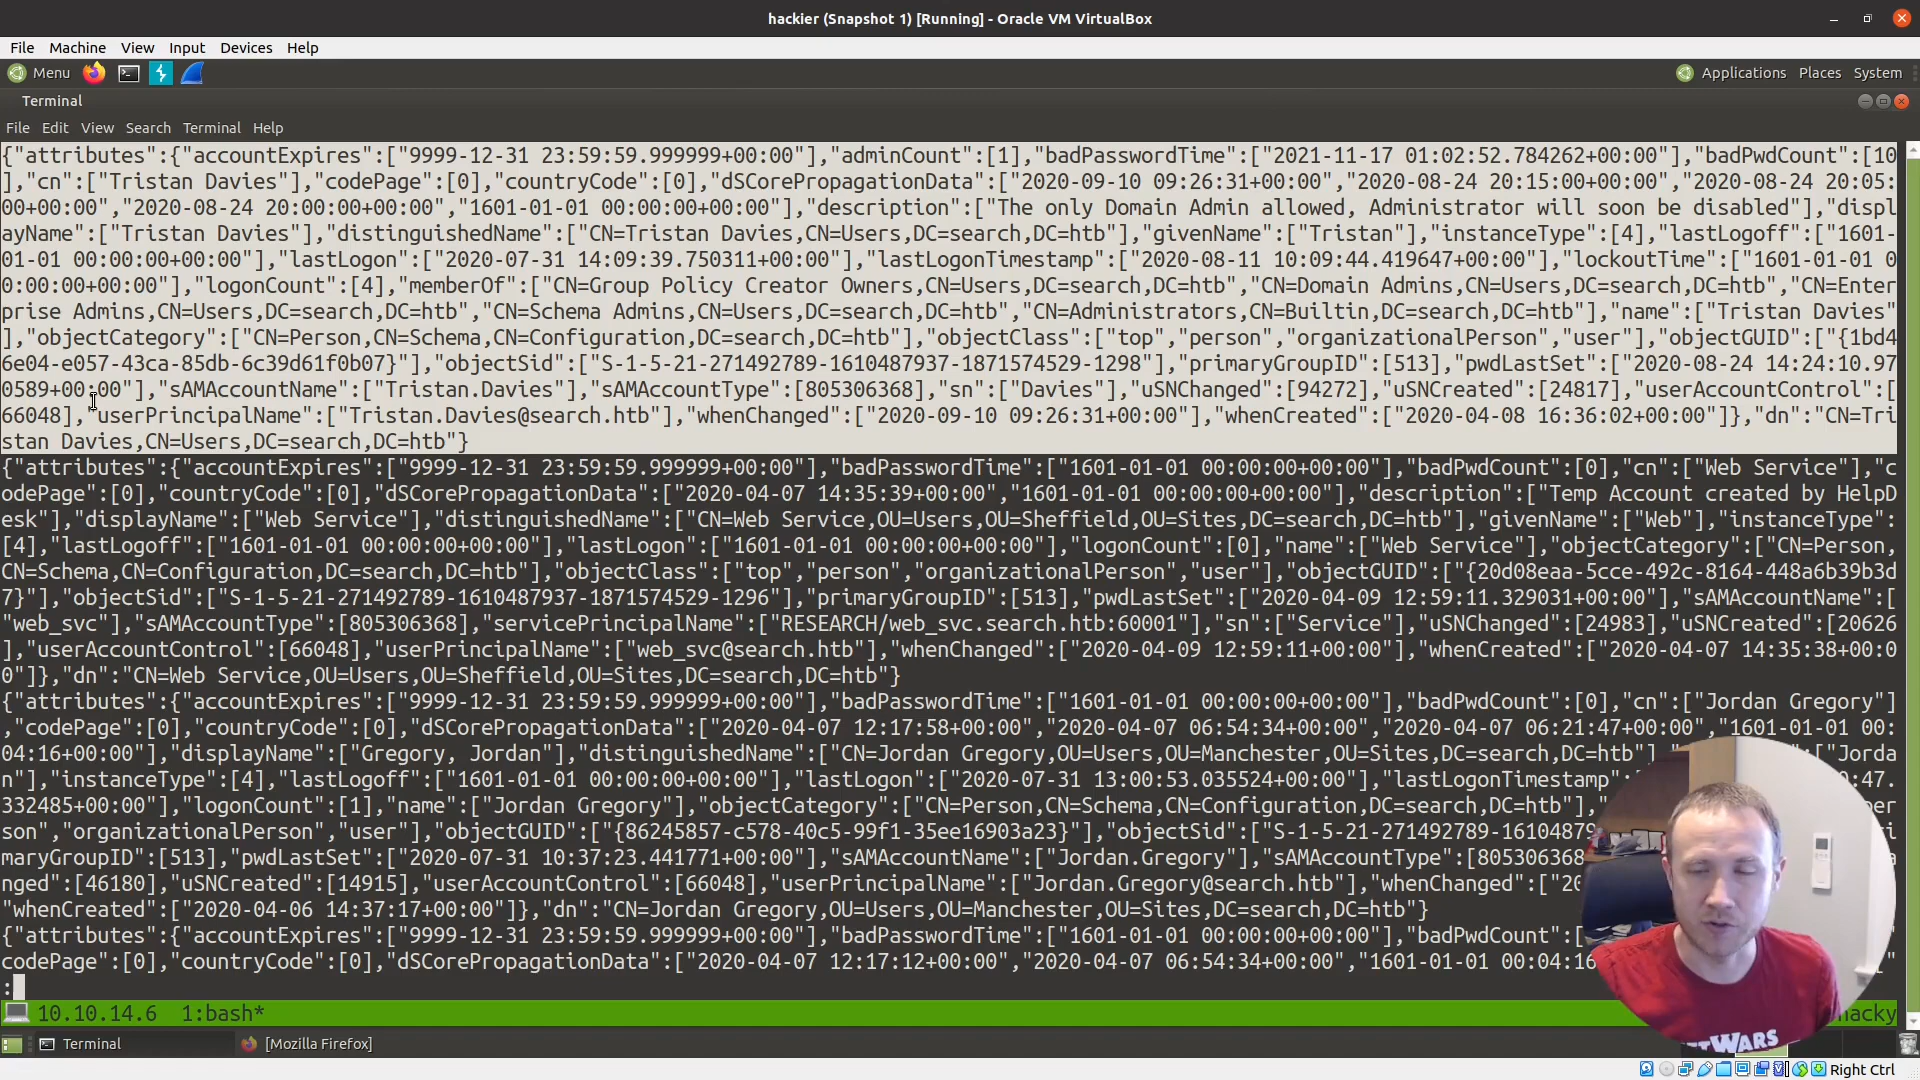 hackier (Snapshot 1) [Running] - Oracle VM VirtualBox
File Machine View Input Devices Help
Menu Applications Places System
Terminal
File Edit View Search Terminal Help
{"attributes":{"accountExpires":["9999-12-31 23:59:59.999999+00:00"],"adminCount":[1],"badPasswordTime":["2021-11-17 01:02:52.784262+00:00"],"badPwdCount":[10
],"cn":["Tristan Davies"],"codePage":[0],"countryCode":[0],"dSCorePropagationData":["2020-09-10 09:26:31+00:00","2020-08-24 20:15:00+00:00","2020-08-24 20:05:
00+00:00","2020-08-24 20:00:00+00:00","1601-01-01 00:00:00+00:00"],"description":["The only Domain Admin allowed, Administrator will soon be disabled"],"displ
ayName":["Tristan Davies"],"distinguishedName":["CN=Tristan Davies,CN=Users,DC=search,DC=htb"],"givenName":["Tristan"],"instanceType":[4],"lastLogoff":["1601-
01-01 00:00:00+00:00"],"lastLogon":["2020-07-31 14:09:39.750311+00:00"],"lastLogonTimestamp":["2020-08-11 10:09:44.419647+00:00"],"lockoutTime":["1601-01-01 0
0:00:00+00:00"],"logonCount":[4],"memberOf":["CN=Group Policy Creator Owners,CN=Users,DC=search,DC=htb","CN=Domain Admins,CN=Users,DC=search,DC=htb","CN=Enter
prise Admins,CN=Users,DC=search,DC=htb","CN=Schema Admins,CN=Users,DC=search,DC=htb","CN=Administrators,CN=Builtin,DC=search,DC=htb"],"name":["Tristan Davies"
],"objectCategory":["CN=Person,CN=Schema,CN=Configuration,DC=search,DC=htb"],"objectClass":["top","person","organizationalPerson","user"],"objectGUID":["{1bd4
6e04-e057-43ca-85db-6c39d61f0b07}"],"objectSid":["S-1-5-21-271492789-1610487937-1871574529-1298"],"primaryGroupID":[513],"pwdLastSet":["2020-08-24 14:24:10.97
0589+00:00"],"sAMAccountName":["Tristan.Davies"],"sAMAccountType":[805306368],"sn":["Davies"],"uSNChanged":[94272],"uSNCreated":[24817],"userAccountControl":[
66048],"userPrincipalName":["Tristan.Davies@search.htb"],"whenChanged":["2020-09-10 09:26:31+00:00"],"whenCreated":["2020-04-08 16:36:02+00:00"]},"dn":"CN=Tri
stan Davies,CN=Users,DC=search,DC=htb"}
{"attributes":{"accountExpires":["9999-12-31 23:59:59.999999+00:00"],"badPasswordTime":["1601-01-01 00:00:00+00:00"],"badPwdCount":[0],"cn":["Web Service"],"c
odePage":[0],"countryCode":[0],"dSCorePropagationData":["2020-04-07 14:35:39+00:00","1601-01-01 00:00:00+00:00"],"description":["Temp Account created by HelpD
esk"],"displayName":["Web Service"],"distinguishedName":["CN=Web Service,OU=Users,OU=Sheffield,OU=Sites,DC=search,DC=htb"],"givenName":["Web"],"instanceType":
[4],"lastLogoff":["1601-01-01 00:00:00+00:00"],"lastLogon":["1601-01-01 00:00:00+00:00"],"logonCount":[0],"name":["Web Service"],"objectCategory":["CN=Person,
CN=Schema,CN=Configuration,DC=search,DC=htb"],"objectClass":["top","person","organizationalPerson","user"],"objectGUID":["{20d08eaa-5cce-492c-8164-448a6b39b3d
7}"],"objectSid":["S-1-5-21-271492789-1610487937-1871574529-1296"],"primaryGroupID":[513],"pwdLastSet":["2020-04-09 12:59:11.329031+00:00"],"sAMAccountName":[
"web_svc"],"sAMAccountType":[805306368],"servicePrincipalName":["RESEARCH/web_svc.search.htb:60001"],"sn":["Service"],"uSNChanged":[24983],"uSNCreated":[20626
],"userAccountControl":[66048],"userPrincipalName":["web_svc@search.htb"],"whenChanged":["2020-04-09 12:59:11+00:00"],"whenCreated":["2020-04-07 14:35:38+00:0
0"]},"dn":"CN=Web Service,OU=Users,OU=Sheffield,OU=Sites,DC=search,DC=htb"}
{"attributes":{"accountExpires":["9999-12-31 23:59:59.999999+00:00"],"badPasswordTime":["1601-01-01 00:00:00+00:00"],"badPwdCount":[0],"cn":["Jordan Gregory"]
,"codePage":[0],"countryCode":[0],"dSCorePropagationData":["2020-04-07 12:17:58+00:00","2020-04-07 06:54:34+00:00","2020-04-07 06:21:47+00:00","1601-01-01 00:
04:16+00:00"],"displayName":["Gregory, Jordan"],"distinguishedName":["CN=Jordan Gregory,OU=Users,OU=Manchester,OU=Sites,DC=search,DC=htb"] :["Jorda
n"],"instanceType":[4],"lastLogoff":["1601-01-01 00:00:00+00:00"],"lastLogon":["2020-07-31 13:00:53.035524+00:00"],"lastLogonTimestamp" 0:47.
332485+00:00"],"logonCount":[1],"name":["Jordan Gregory"],"objectCategory":["CN=Person,CN=Schema,CN=Configuration,DC=search,DC=htb"], per
son","organizationalPerson","user"],"objectGUID":["{86245857-c578-40c5-99f1-35ee16903a23}"],"objectSid":["S-1-5-21-271492789-16104879 i
maryGroupID":[513],"pwdLastSet":["2020-07-31 10:37:23.441771+00:00"],"sAMAccountName":["Jordan.Gregory"],"sAMAccountType":[805306368 a
nged":[46180],"uSNCreated":[14915],"userAccountControl":[66048],"userPrincipalName":["Jordan.Gregory@search.htb"],"whenChanged":["20
"whenCreated":["2020-04-06 14:37:17+00:00"]},"dn":"CN=Jordan Gregory,OU=Users,OU=Manchester,OU=Sites,DC=search,DC=htb"}
{"attributes":{"accountExpires":["9999-12-31 23:59:59.999999+00:00"],"badPasswordTime":["1601-01-01 00:00:00+00:00"],"badPwdCount":[
codePage":[0],"countryCode":[0],"dSCorePropagationData":["2020-04-07 12:17:12+00:00","2020-04-07 06:54:34+00:00","1601-01-01 00:04:16
:
10.10.14.6 1:bash* hacky
Terminal [Mozilla Firefox]
Right Ctrl